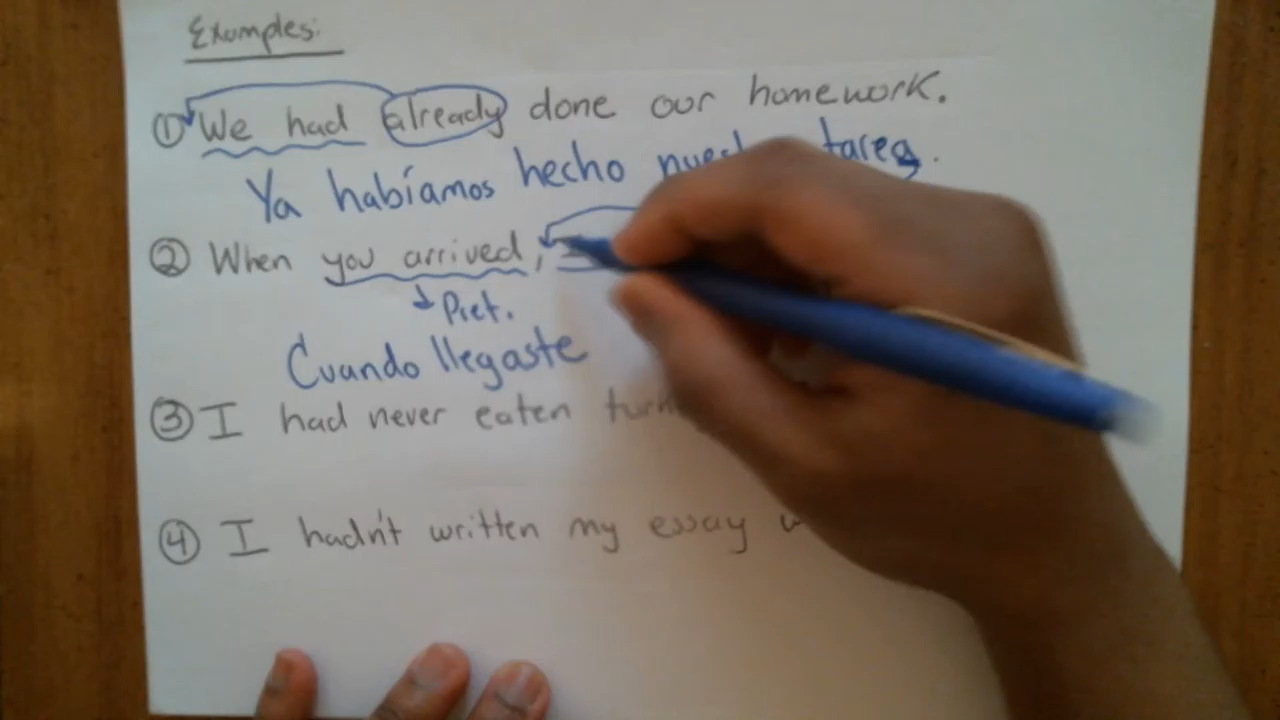 Examples:
① We had already done our homework.
Ya habíamos hecho tarea.
② When you arrived,
Pret.
Cuando llegaste
③ I had never eaten
④ I hadn't written my essay